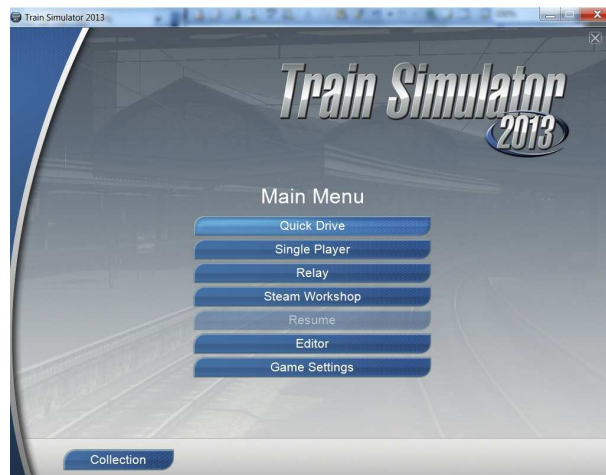 Train Simulator 2013
Train Simulator
2013
Main Menu
Quick Drive
Single Player
Relay
Steam Workshop
Resume
Editor
Game Settings
Collection